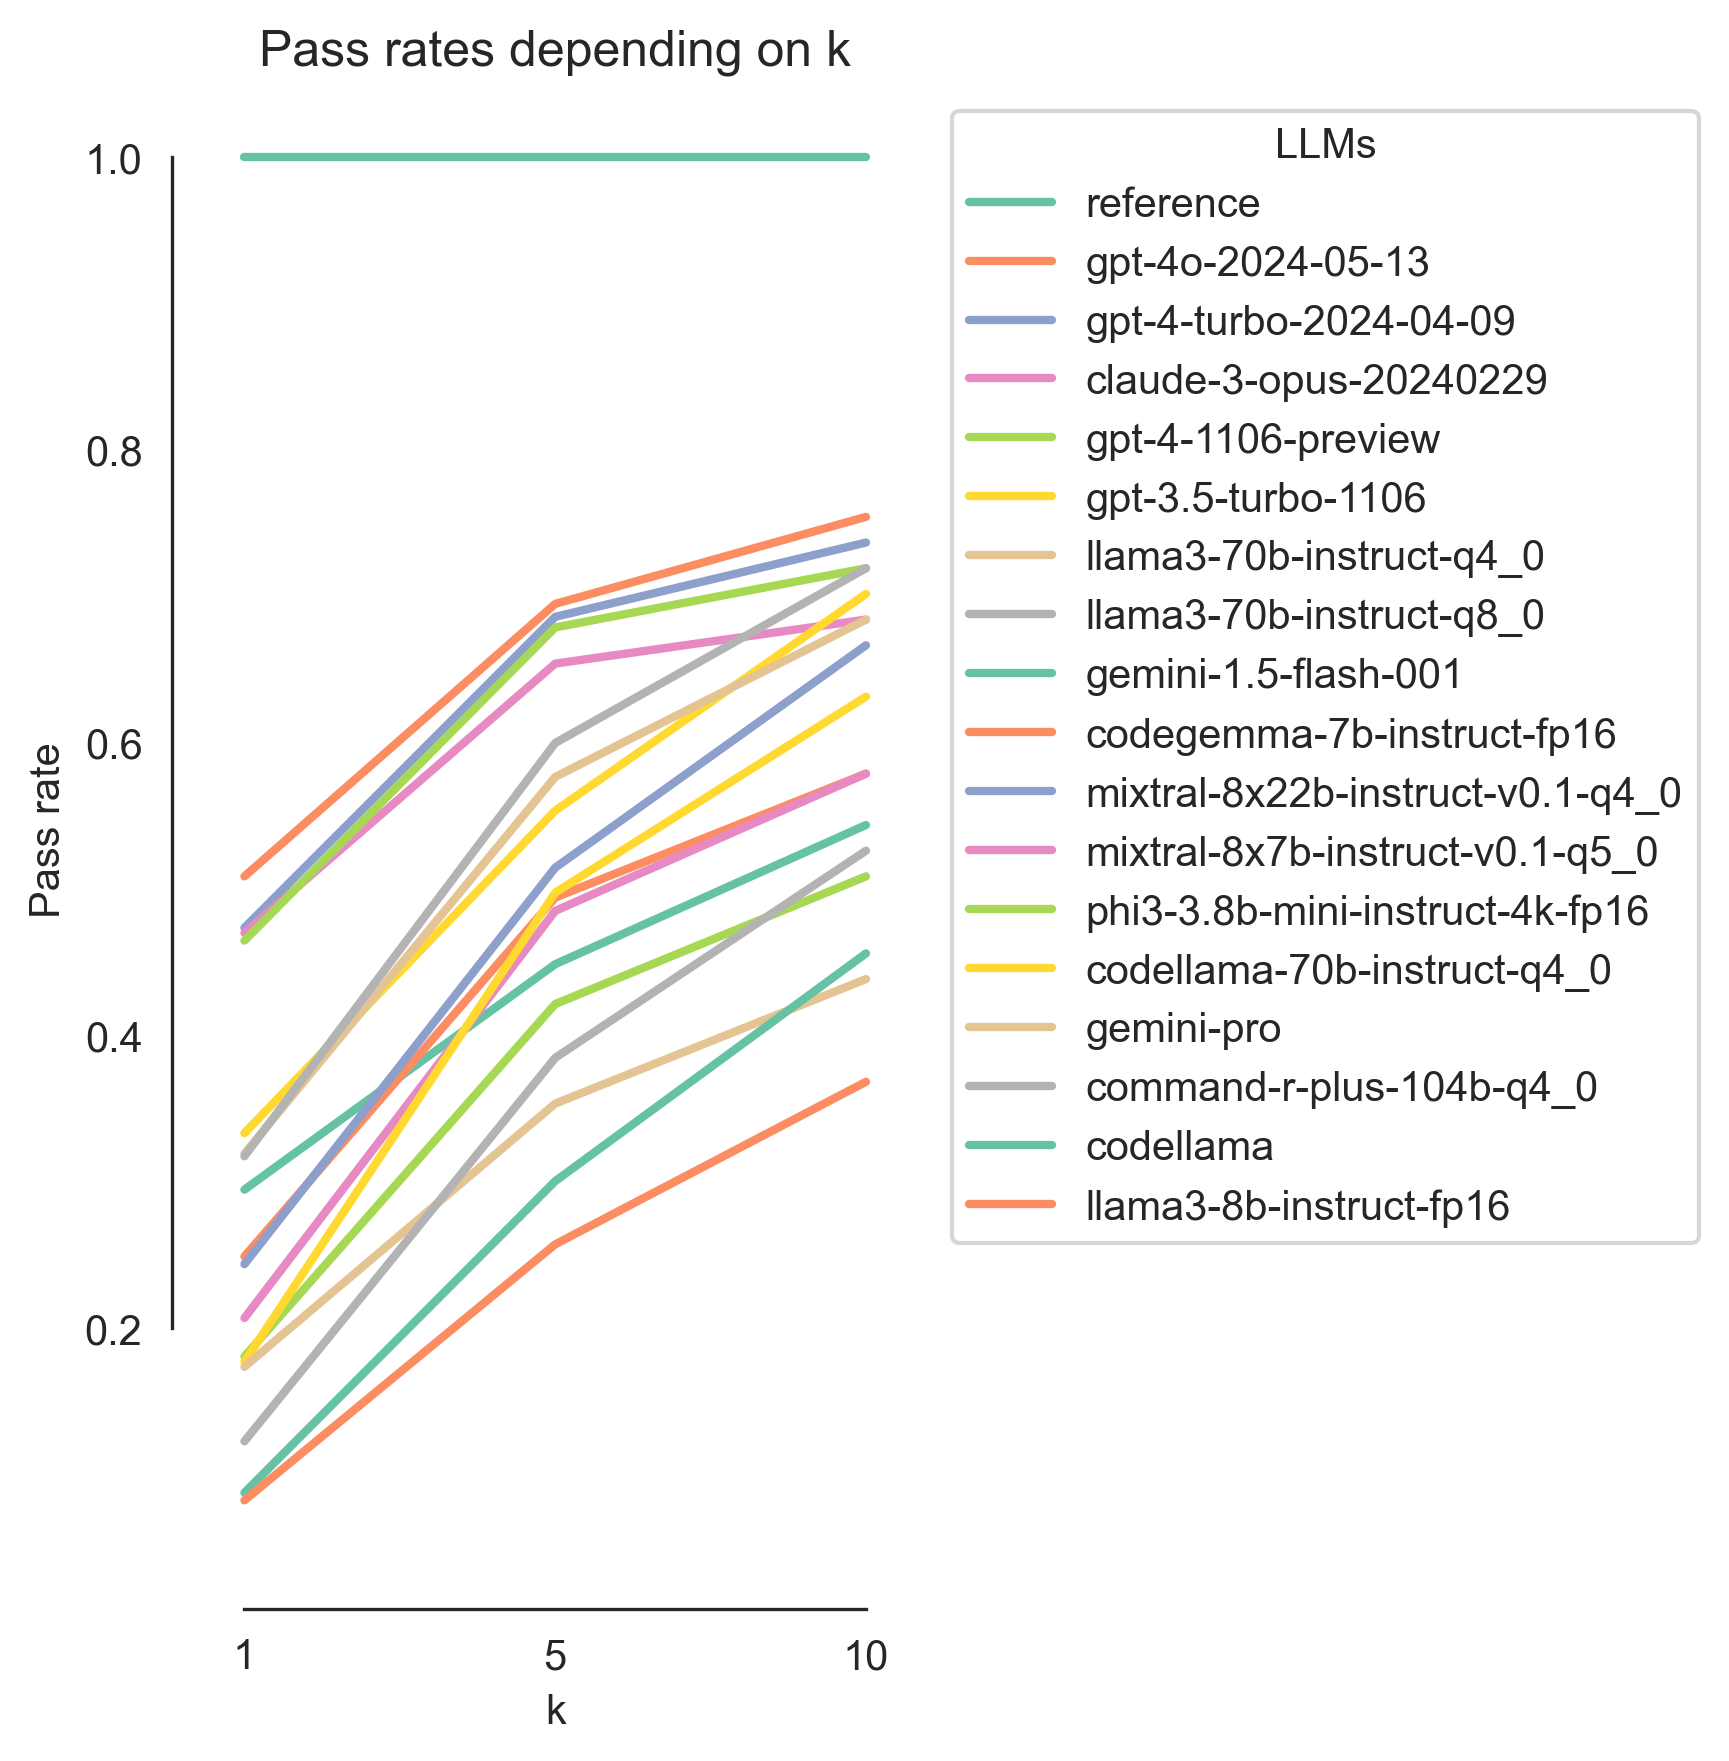 Pass rates depending on k
1.0
0.8
0.6
0.4
0.2
Pass rate
1 5 10
k
LLMs
reference
gpt-4o-2024-05-13
gpt-4-turbo-2024-04-09
claude-3-opus-20240229
gpt-4-1106-preview
gpt-3.5-turbo-1106
llama3-70b-instruct-q4_0
llama3-70b-instruct-q8_0
gemini-1.5-flash-001
codegemma-7b-instruct-fp16
mixtral-8x22b-instruct-v0.1-q4_0
mixtral-8x7b-instruct-v0.1-q5_0
phi3-3.8b-mini-instruct-4k-fp16
codellama-70b-instruct-q4_0
gemini-pro
command-r-plus-104b-q4_0
codellama
llama3-8b-instruct-fp16